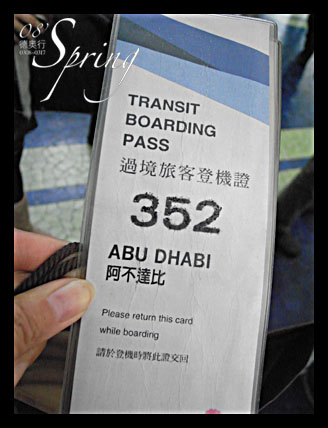 08'
Spring
德奧行
TRANSIT
BOARDING
PASS
過境旅客登機證
352
ABU DHABI
阿不達比
Please return this card
while boarding
請於登機時將此證交回